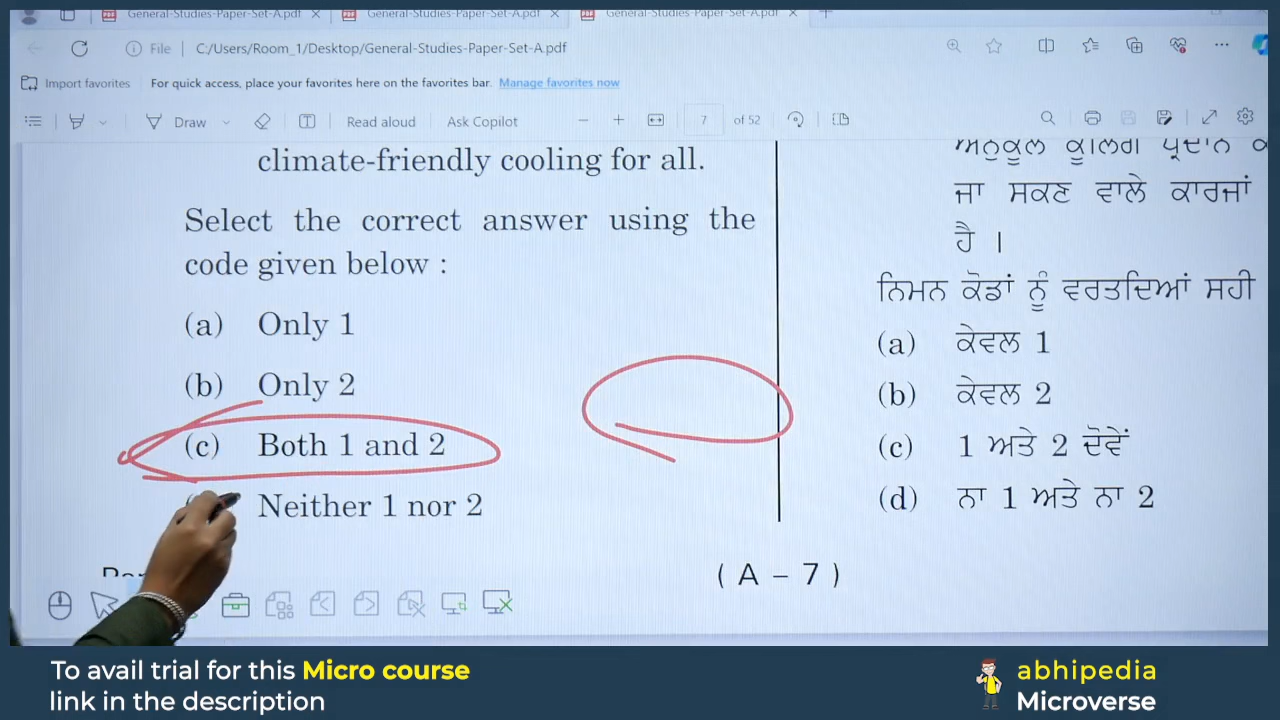 General-Studies-Paper-Set-A.pdf
General-Studies-Paper-Set-A.pdf
General-Studies-Paper-Set-A.pdf
File C:/Users/Room_1/Desktop/General-Studies-Paper-Set-A.pdf
Import favorites For quick access, place your favorites here on the favorites bar. Manage favorites now
Draw Read aloud Ask Copilot 7 of 52
climate-friendly cooling for all.
Select the correct answer using the
code given below :
(a) Only 1
(b) Only 2
(c) Both 1 and 2
Neither 1 nor 2
ਅਨੁਕੂਲ ਕੂਲਿੰਗ ਪ੍ਰਦਾਨ
ਜਾ ਸਕਣ ਵਾਲੇ ਕਾਰਜਾਂ
ਹੈ ।
ਨਿਮਨ ਕੋਡਾਂ ਨੂੰ ਵਰਤਦਿਆਂ ਸਹੀ
(a) ਕੇਵਲ 1
(b) ਕੇਵਲ 2
(c) 1 ਅਤੇ 2 ਦੋਵੇਂ
(d) ਨਾ 1 ਅਤੇ ਨਾ 2
( A – 7 )
To avail trial for this Micro course
link in the description
abhipedia
Microverse